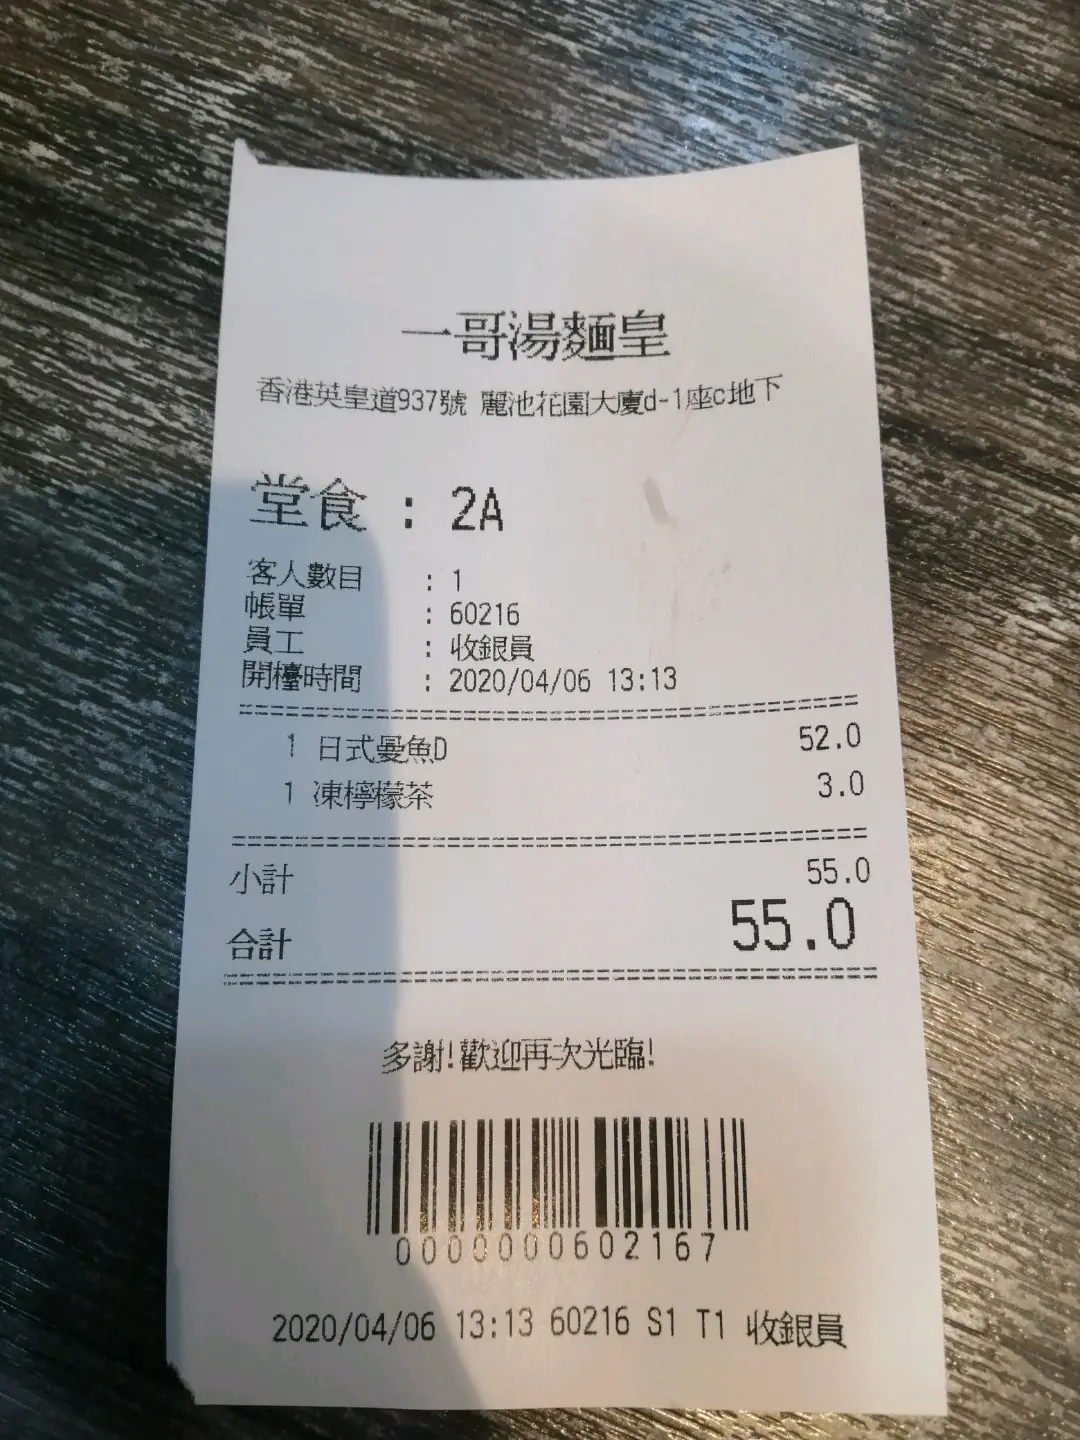 一哥湯麵皇
香港英皇道937號 麗池花園大廈d-1座c地下
堂食 : 2A
客人數目 : 1
帳單 : 60216
員工 : 收銀員
開檯時間 : 2020/04/06 13:13
1 日式曼魚D 52.0
1 凍檸檬茶 3.0
小計 55.0
合計 55.0
多謝!歡迎再次光臨!
0000000602167
2020/04/06 13:13 60216 S1 T1 收銀員